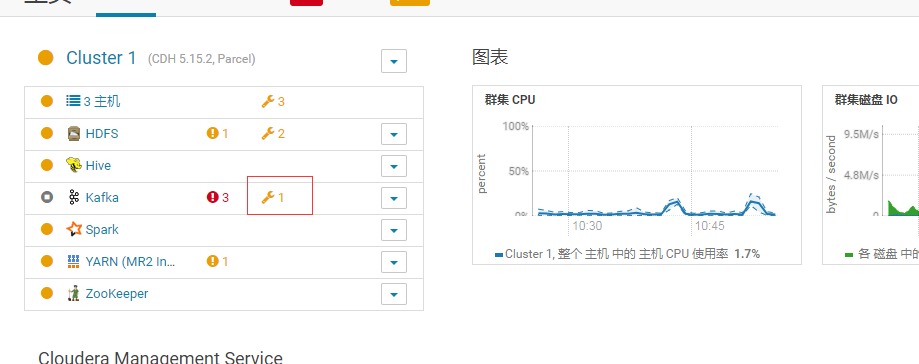 主页
Cluster 1 (CDH 5.15.2, Parcel)
3 主机 3
HDFS 1 2
Hive
Kafka 3 1
Spark
YARN (MR2 In... 1
ZooKeeper
Cloudera Management Service
图表
群集 CPU
percent
100%
50%
0%
10:30 10:45
Cluster 1, 整个 主机 中的 主机 CPU 使用率 1.7%
群集磁盘 IO
bytes / second
9.5M/s
4.8M/s
0
各 磁盘 中的